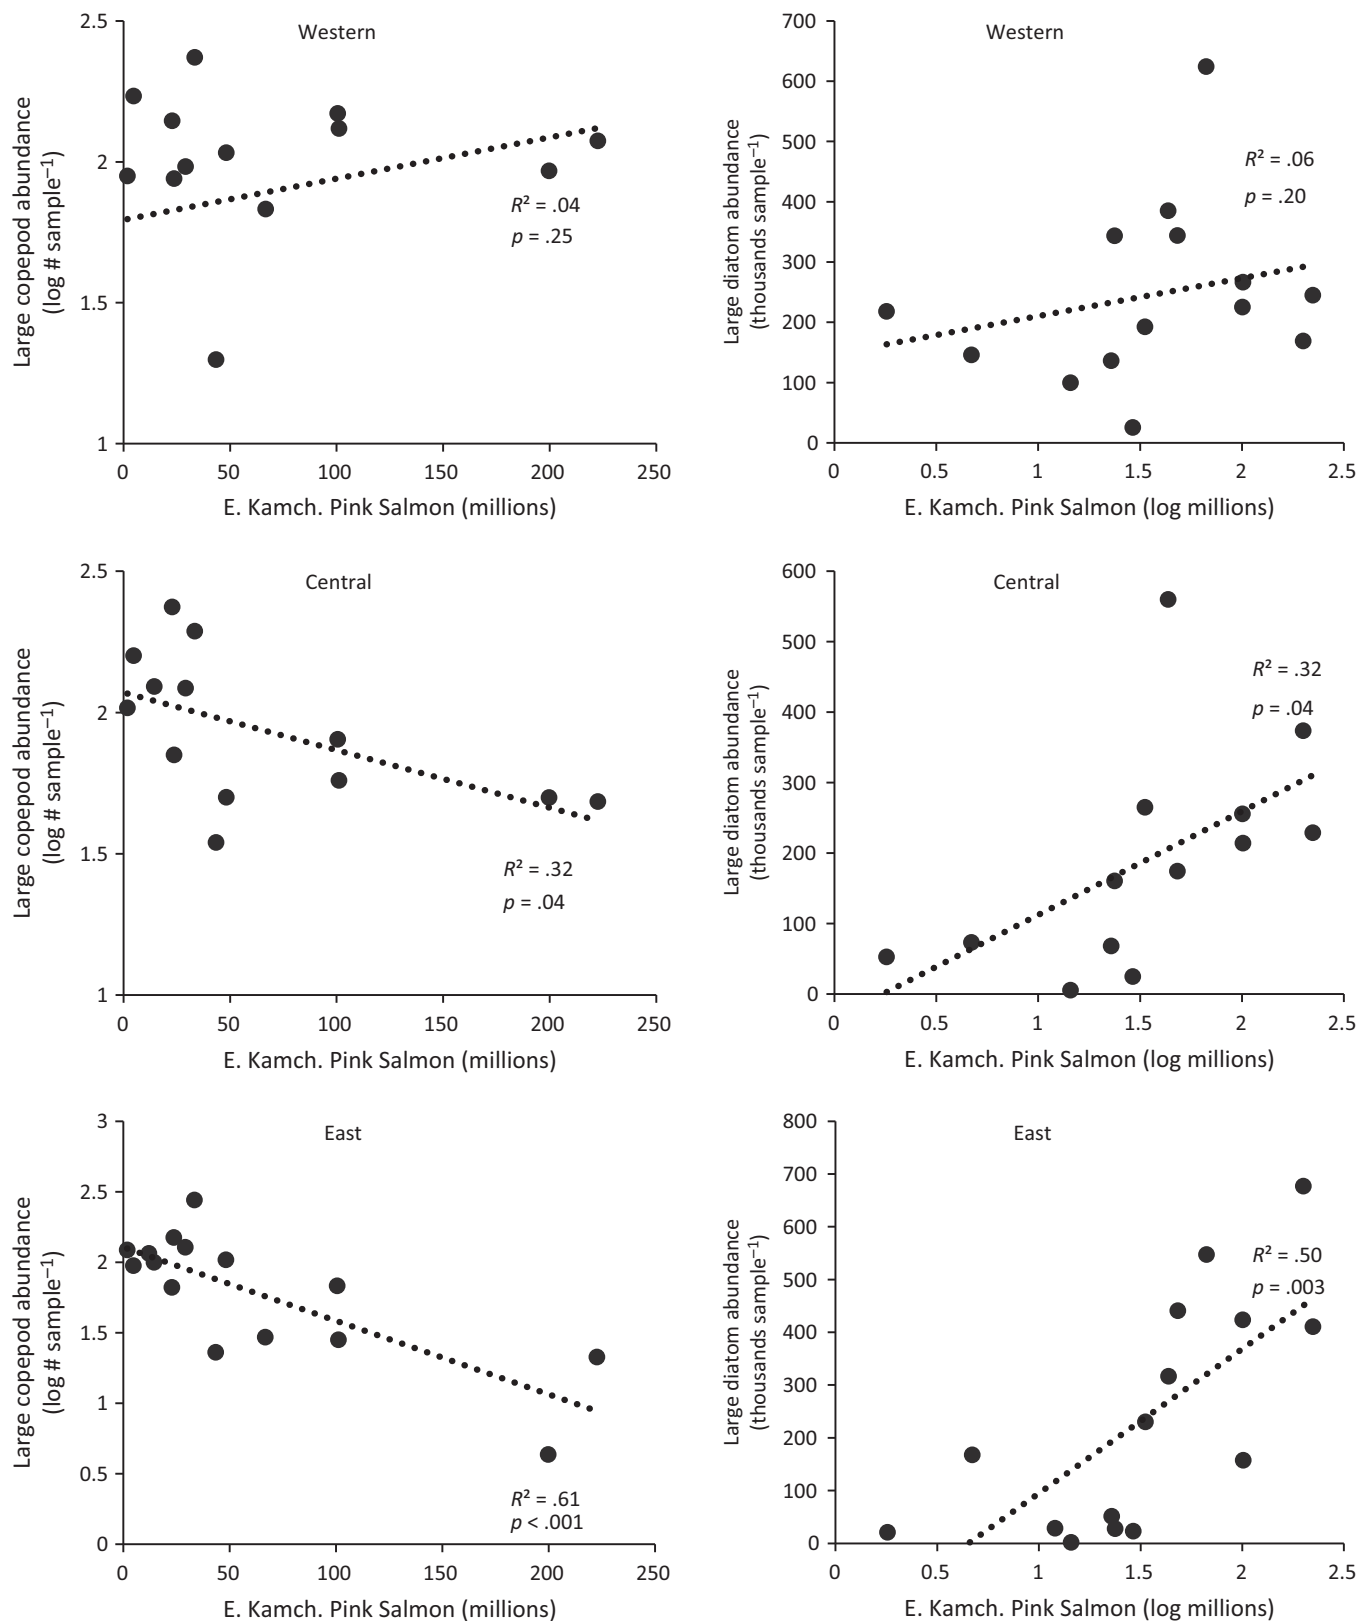 Western
Large copepod abundance
(log # sample⁻¹)
2.5
2
1.5
1
R² = .04
p = .25
0 50 100 150 200 250
E. Kamch. Pink Salmon (millions)
Western
Large diatom abundance
(thousands sample⁻¹)
700
600
500
400
300
200
100
0
R² = .06
p = .20
0 0.5 1 1.5 2 2.5
E. Kamch. Pink Salmon (log millions)
Central
Large copepod abundance
(log # sample⁻¹)
2.5
2
1.5
1
R² = .32
p = .04
0 50 100 150 200 250
E. Kamch. Pink Salmon (millions)
Central
Large diatom abundance
(thousands sample⁻¹)
600
500
400
300
200
100
0
R² = .32
p = .04
0 0.5 1 1.5 2 2.5
E. Kamch. Pink Salmon (log millions)
East
Large copepod abundance
(log # sample⁻¹)
3
2.5
2
1.5
1
0.5
0
R² = .61
p < .001
0 50 100 150 200 250
E. Kamch. Pink Salmon (millions)
East
Large diatom abundance
(thousands sample⁻¹)
800
700
600
500
400
300
200
100
0
R² = .50
p = .003
0 0.5 1 1.5 2 2.5
E. Kamch. Pink Salmon (log millions)